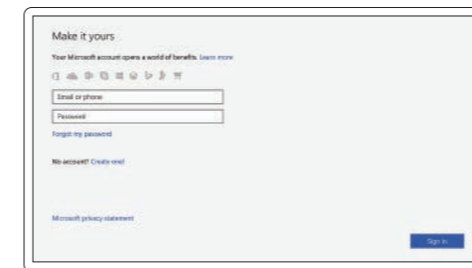 Make it yours
Your Microsoft account opens a world of benefits. Learn more
Email or phone
Password
Forgot my password
No account? Create one!
Microsoft privacy statement
Sign in